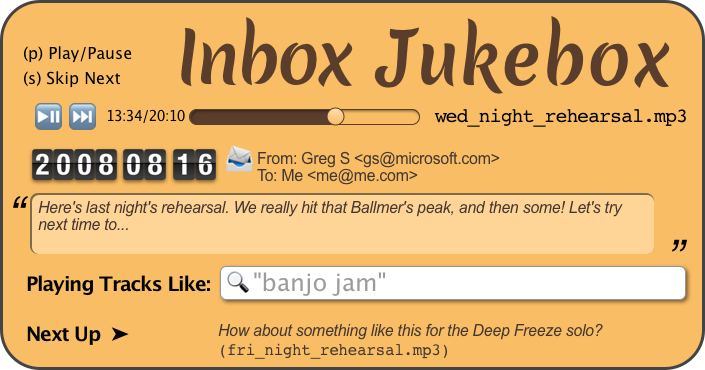 Inbox Jukebox
(p) Play/Pause
(s) Skip Next
13:34/20:10 wed_night_rehearsal.mp3
2008 08 16
From: Greg S <gs@microsoft.com>
To: Me <me@me.com>
“ Here's last night's rehearsal. We really hit that Ballmer's peak, and then some! Let's try
next time to... ”
Playing Tracks Like: "banjo jam"
Next Up ➤ How about something like this for the Deep Freeze solo?
(fri_night_rehearsal.mp3)